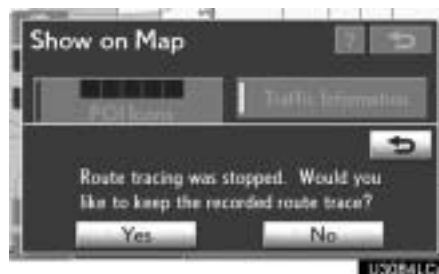 Show on Map
?
POI Icons
Traffic Information
Route tracing was stopped. Would you
like to keep the recorded route trace?
Yes
No